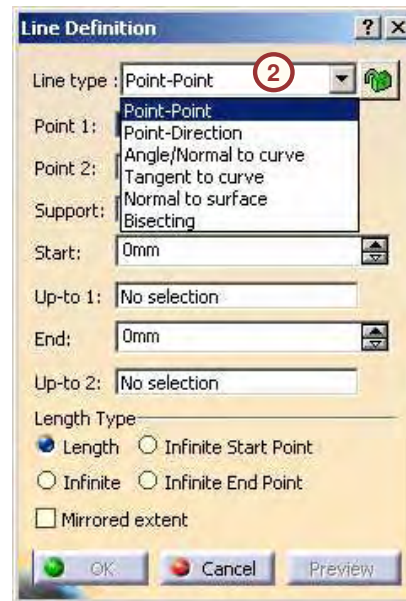 Line Definition ? ×
Line type : Point-Point 2
Point-Point
Point-Direction
Angle/Normal to curve
Tangent to curve
Normal to surface
Bisecting
Point 1:
Point 2:
Support:
Start: 0mm
Up-to 1: No selection
End: 0mm
Up-to 2: No selection
Length Type
Length Infinite Start Point
Infinite Infinite End Point
Mirrored extent
OK Cancel Preview